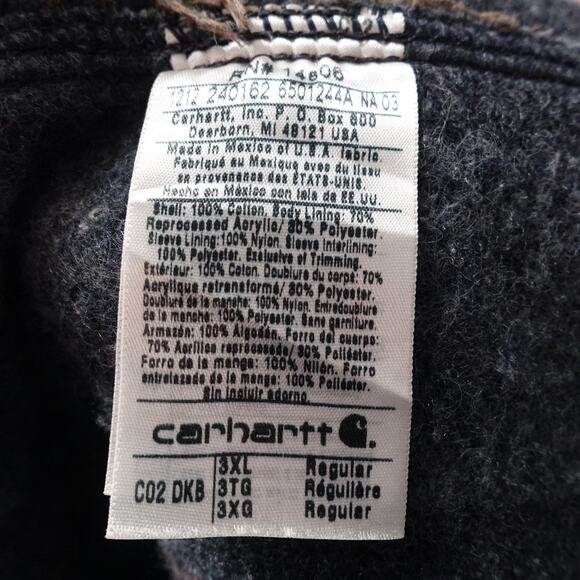 RN# 14806
1212 240162 6501244A NA 03
Carhartt, Inc. P. O. Box 600
Dearborn, MI 48121 USA
Made in Mexico of U.S.A. fabric.
Fabriqué au Mexique avec du tissu
en provenance des ÉTATS-UNIS.
Hecho en México con tela de EE.UU.
Shell: 100% Cotton. Body Lining: 70%
Reprocessed Acrylic/ 30% Polyester.
Sleeve Lining:100% Nylon. Sleeve Interlining:
100% Polyester. Exclusive of Trimming.
Extérieur: 100% Coton. Doublure du corps: 70%
Acrylique retransformé/ 30% Polyester.
Doublure de la manche: 100% Nylon. Entredoublure
de la manche: 100% Polyester. Sans garniture.
Armazón: 100% Algodón. Forro del cuerpo:
70% Acrílico reprocesado/ 30% Poliéster.
Forro de la manga: 100% Nilón. Forro
entrelazado de la manga: 100% Poliéster.
Sin incluir adorno.
carhartt
C02 DKB
3XL Regular
3TG Régulière
3XG Regular